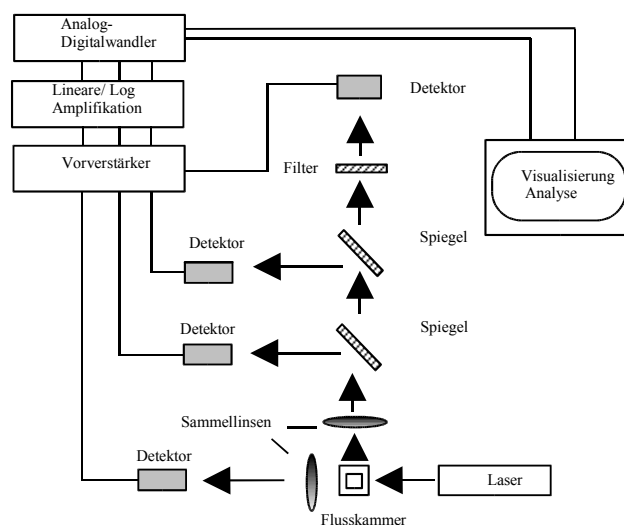 Analog-
Digitalwandler
Lineare/ Log
Amplifikation
Detektor
Vorverstärker
Filter
Visualisierung
Analyse
Detektor
Spiegel
Detektor
Spiegel
Sammellinsen
Detektor
Laser
Flusskammer